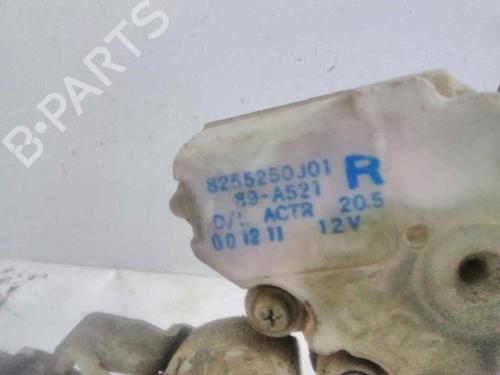 B-PARTS
8255250J01 R
89-A521
D/L ACTR 20.5
00 12 11 12V